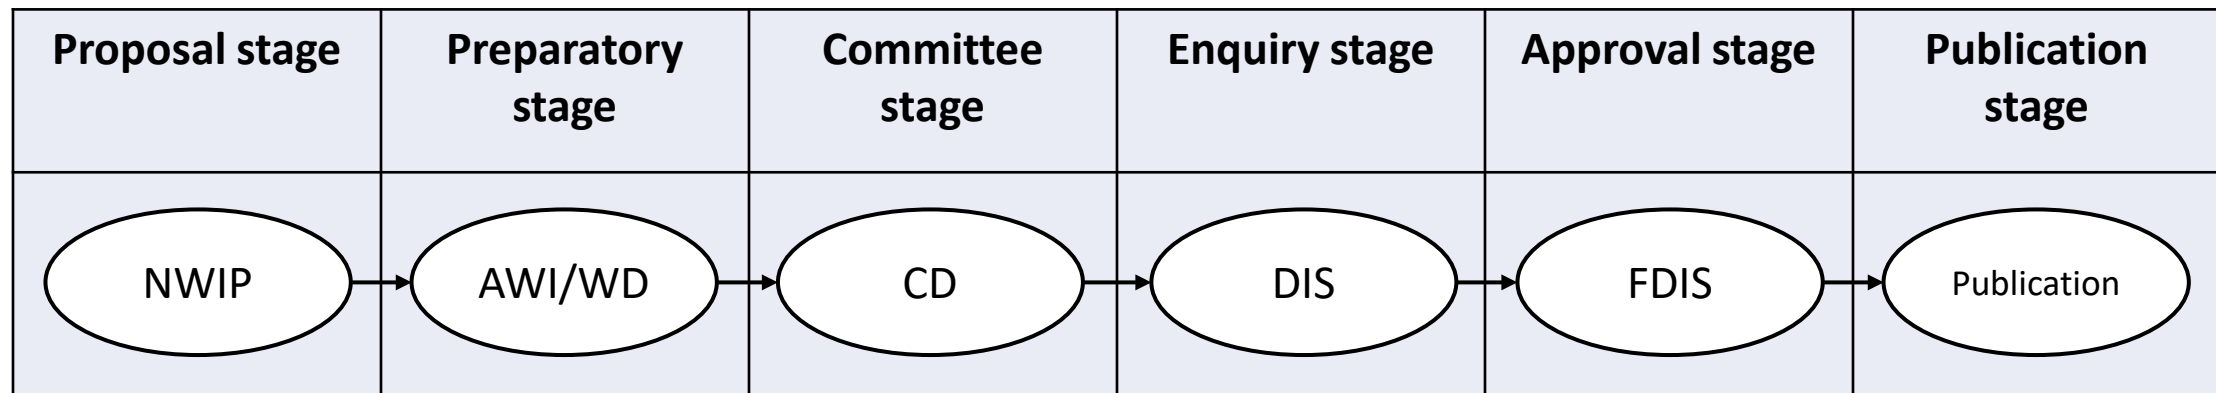 Proposal stage
Preparatory
stage
Committee
stage
Enquiry stage
Approval stage
Publication
stage
NWIP
AWI/WD
CD
DIS
FDIS
Publication